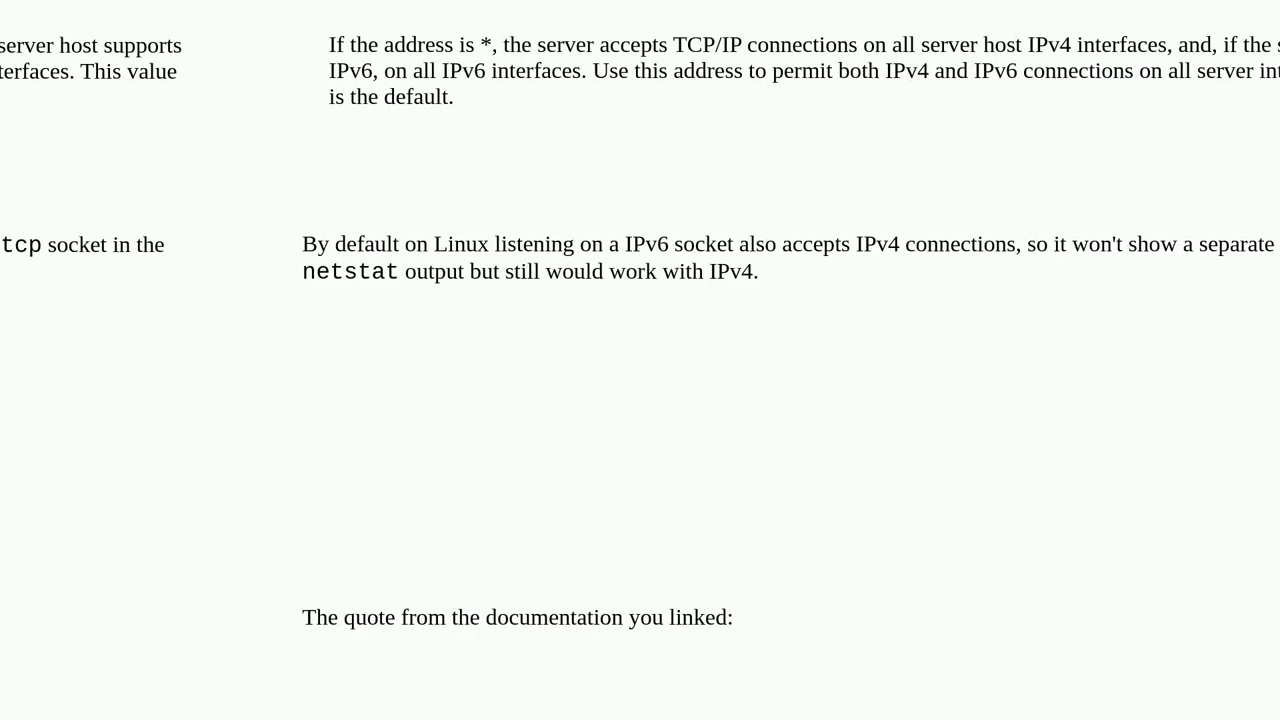 server host supports
terfaces. This value
If the address is *, the server accepts TCP/IP connections on all server host IPv4 interfaces, and, if the
IPv6, on all IPv6 interfaces. Use this address to permit both IPv4 and IPv6 connections on all server
is the default.
tcp socket in the
By default on Linux listening on a IPv6 socket also accepts IPv4 connections, so it won't show a separate
netstat output but still would work with IPv4.
The quote from the documentation you linked: